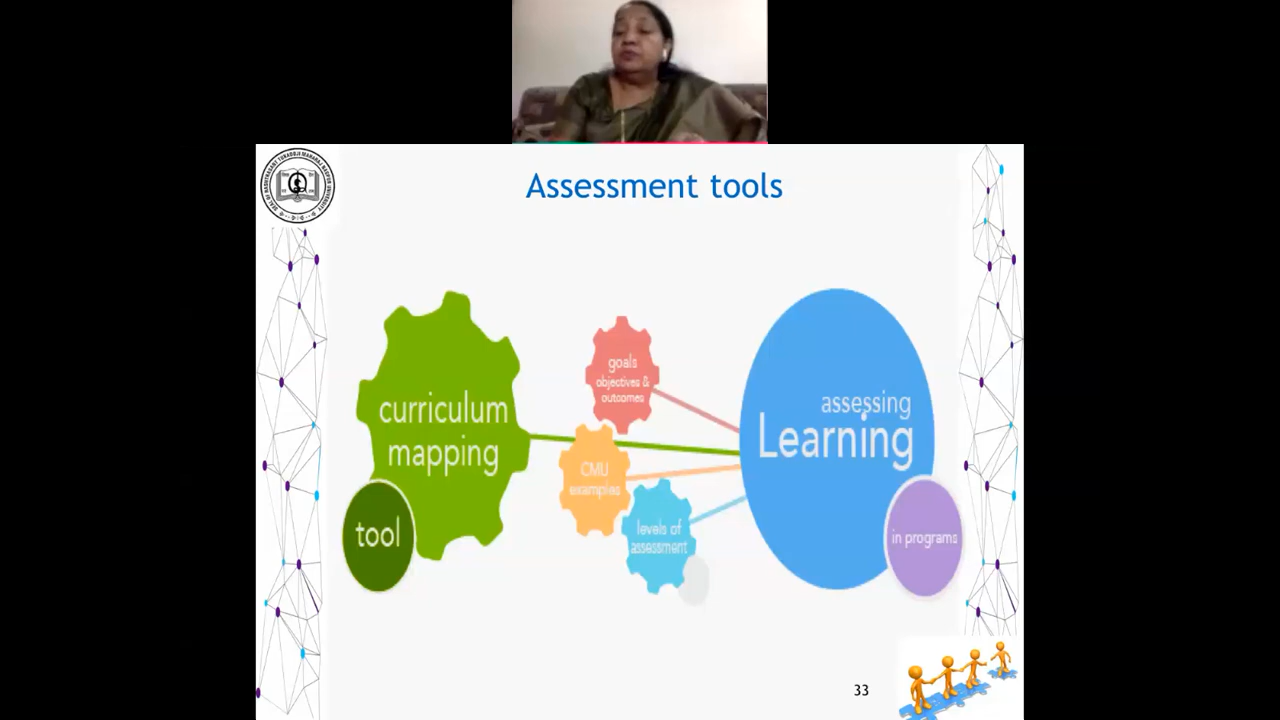 Assessment tools
goals
objectives &
outcomes
curriculum
mapping
assessing
Learning
CMU
examples
tool
levels of
assessment
in programs
33